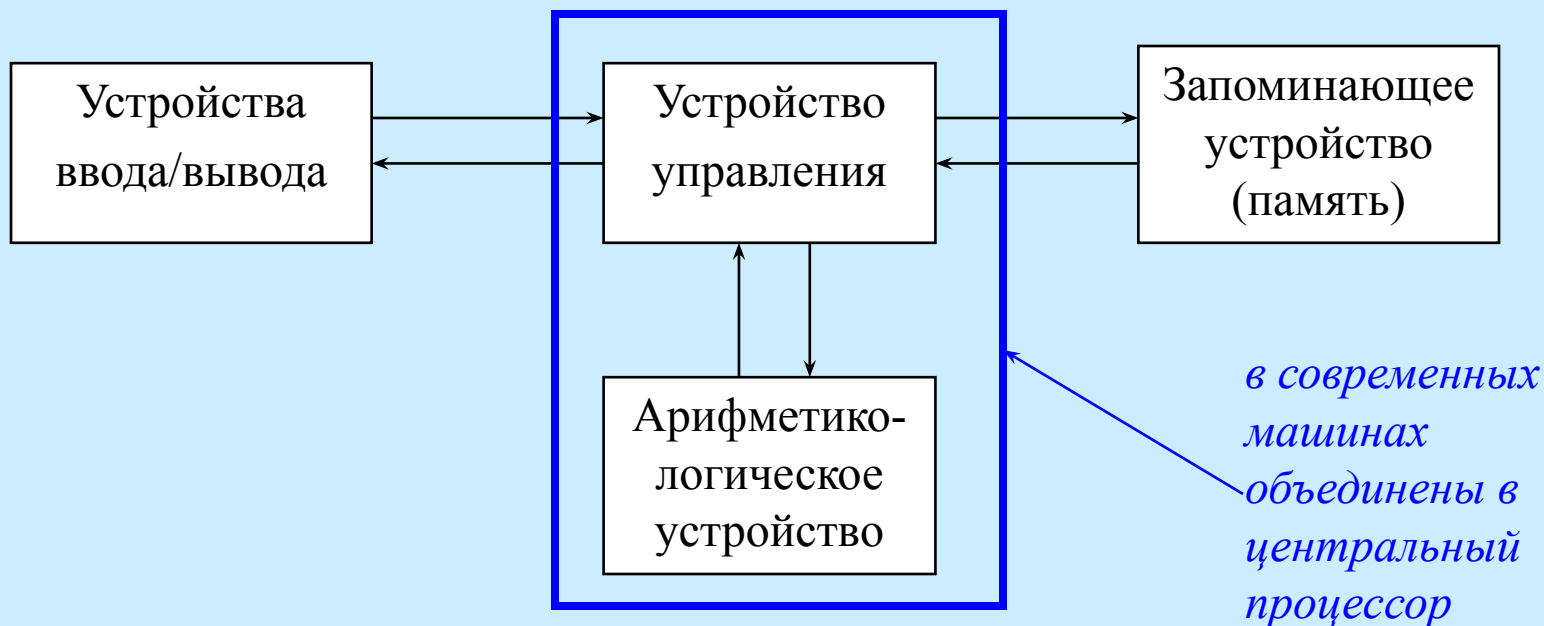 Устройства
ввода/вывода
Устройство
управления
Запоминающее
устройство
(память)
Арифметико-
логическое
устройство
в современных
машинах
объединены в
центральный
процессор